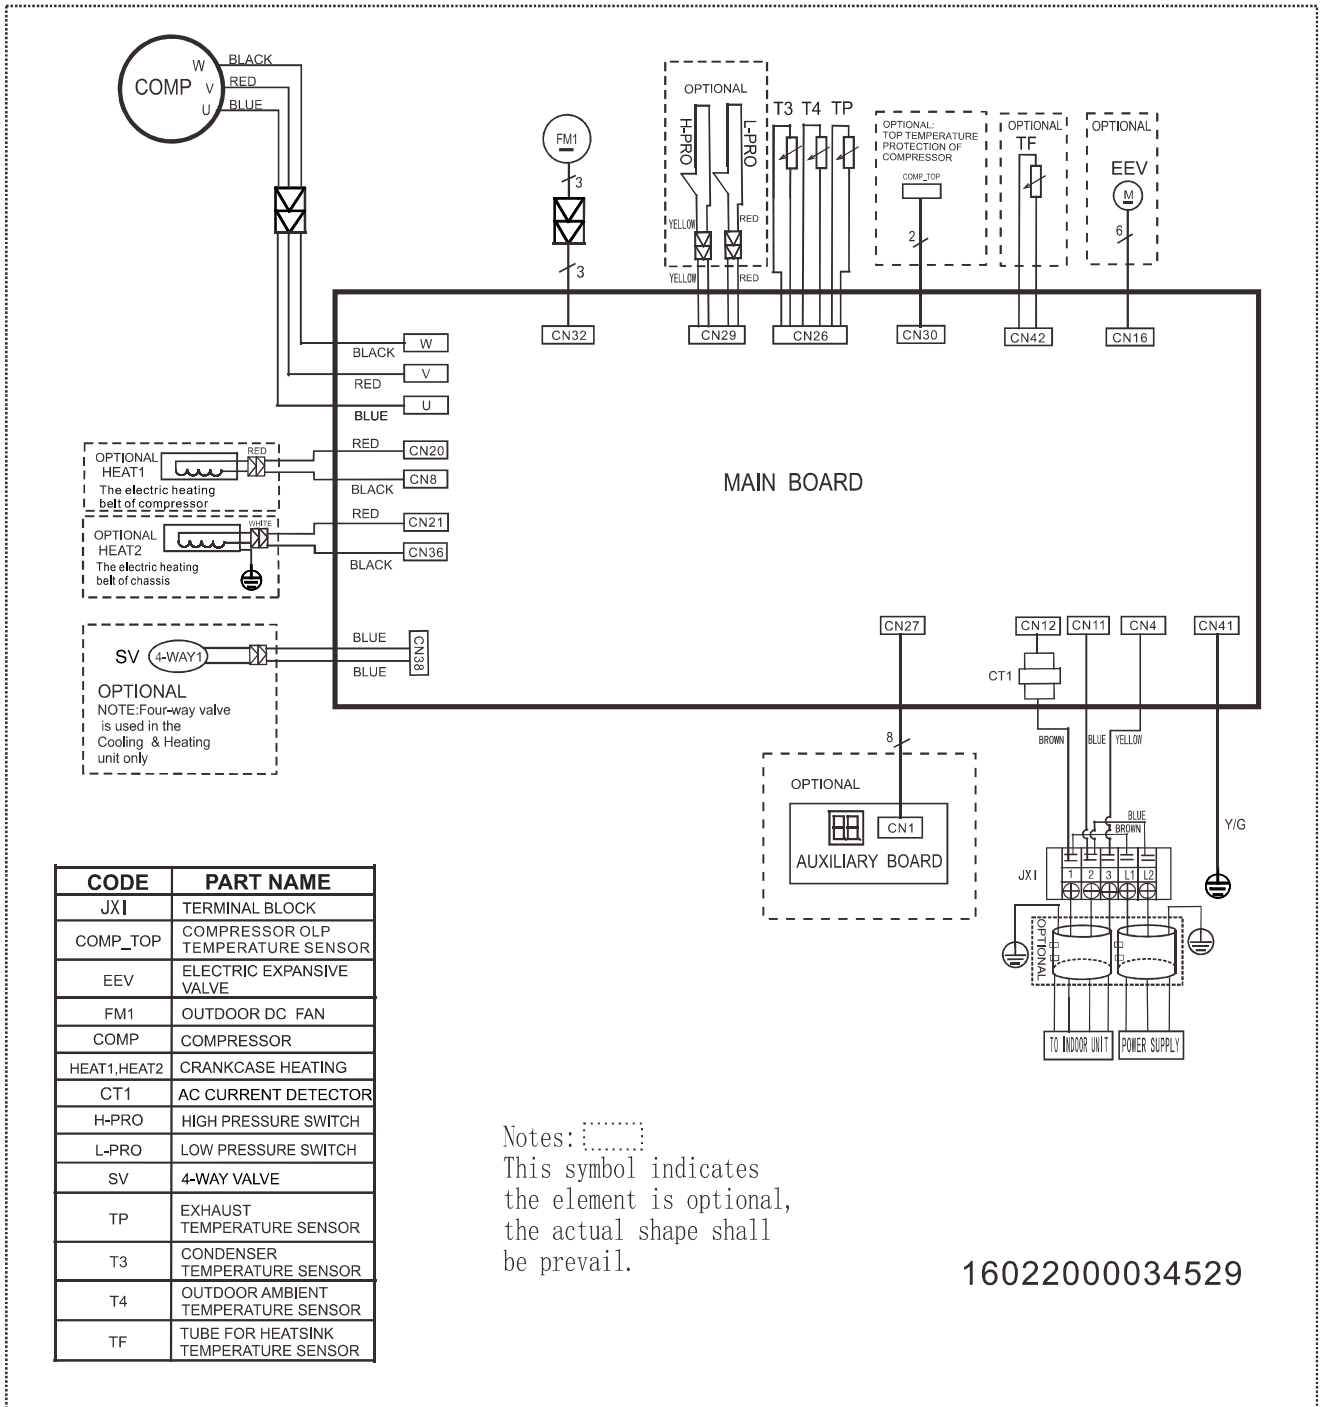 COMP
W
BLACK
V
RED
U
BLUE
FM1
3
3
OPTIONAL
H-PRO
L-PRO
YELLOW
RED
YELLOW
RED
T3 T4 TP
OPTIONAL:
TOP TEMPERATURE
PROTECTION OF
COMPRESSOR
COMP_TOP
2
OPTIONAL
TF
OPTIONAL
EEV
M
6
CN32
CN29
CN26
CN30
CN42
CN16
BLACK
W
RED
V
BLUE
U
OPTIONAL
HEAT1
RED
The electric heating
belt of compressor
RED
CN20
BLACK
CN8
OPTIONAL
HEAT2
WHITE
The electric heating
belt of chassis
RED
CN21
BLACK
CN36
MAIN BOARD
SV
4-WAY1
OPTIONAL
NOTE:Four-way valve
is used in the
Cooling & Heating
unit only
BLUE
BLUE
CN38
CN27
CN12
CN11
CN4
CN41
CT1
8
BROWN
BLUE
YELLOW
Y/G
OPTIONAL
CN1
AUXILIARY BOARD
BLUE
BROWN
JX1
1 2 3 L1 L2
OPTIONAL
TO INDOOR UNIT
POWER SUPPLY
CODE PART NAME
JX1 TERMINAL BLOCK
COMP_TOP COMPRESSOR OLP
TEMPERATURE SENSOR
EEV ELECTRIC EXPANSIVE
VALVE
FM1 OUTDOOR DC FAN
COMP COMPRESSOR
HEAT1,HEAT2 CRANKCASE HEATING
CT1 AC CURRENT DETECTOR
H-PRO HIGH PRESSURE SWITCH
L-PRO LOW PRESSURE SWITCH
SV 4-WAY VALVE
TP EXHAUST
TEMPERATURE SENSOR
T3 CONDENSER
TEMPERATURE SENSOR
T4 OUTDOOR AMBIENT
TEMPERATURE SENSOR
TF TUBE FOR HEATSINK
TEMPERATURE SENSOR
Notes:
This symbol indicates
the element is optional,
the actual shape shall
be prevail.
16022000034529